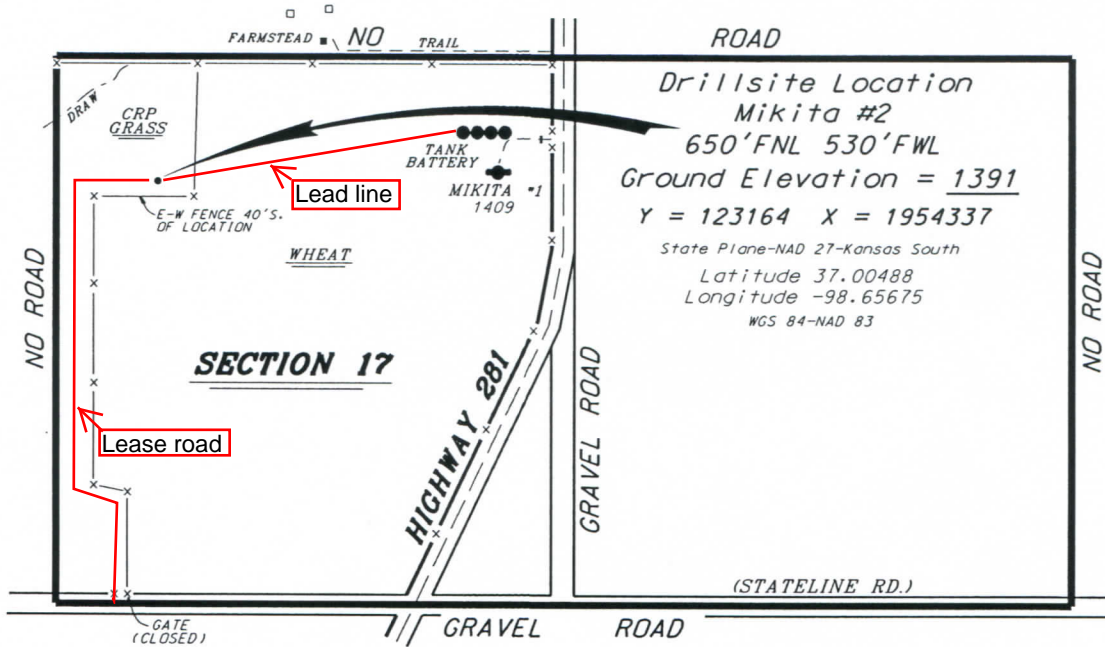 FARMSTEAD
NO
TRAIL
ROAD
DRAW
CRP
GRASS
Drillsite Location
Mikita #2
650'FNL 530'FWL
Ground Elevation = 1391
Y = 123164 X = 1954337
State Plane-NAD 27-Kansas South
Latitude 37.00488
Longitude -98.65675
WGS 84-NAD 83
TANK
BATTERY
MIKITA #1
1409
Lead line
E-W FENCE 40'S.
OF LOCATION
WHEAT
NO ROAD
NO ROAD
SECTION 17
Lease road
HIGHWAY 281
GRAVEL ROAD
(STATELINE RD.)
GATE
(CLOSED)
GRAVEL ROAD